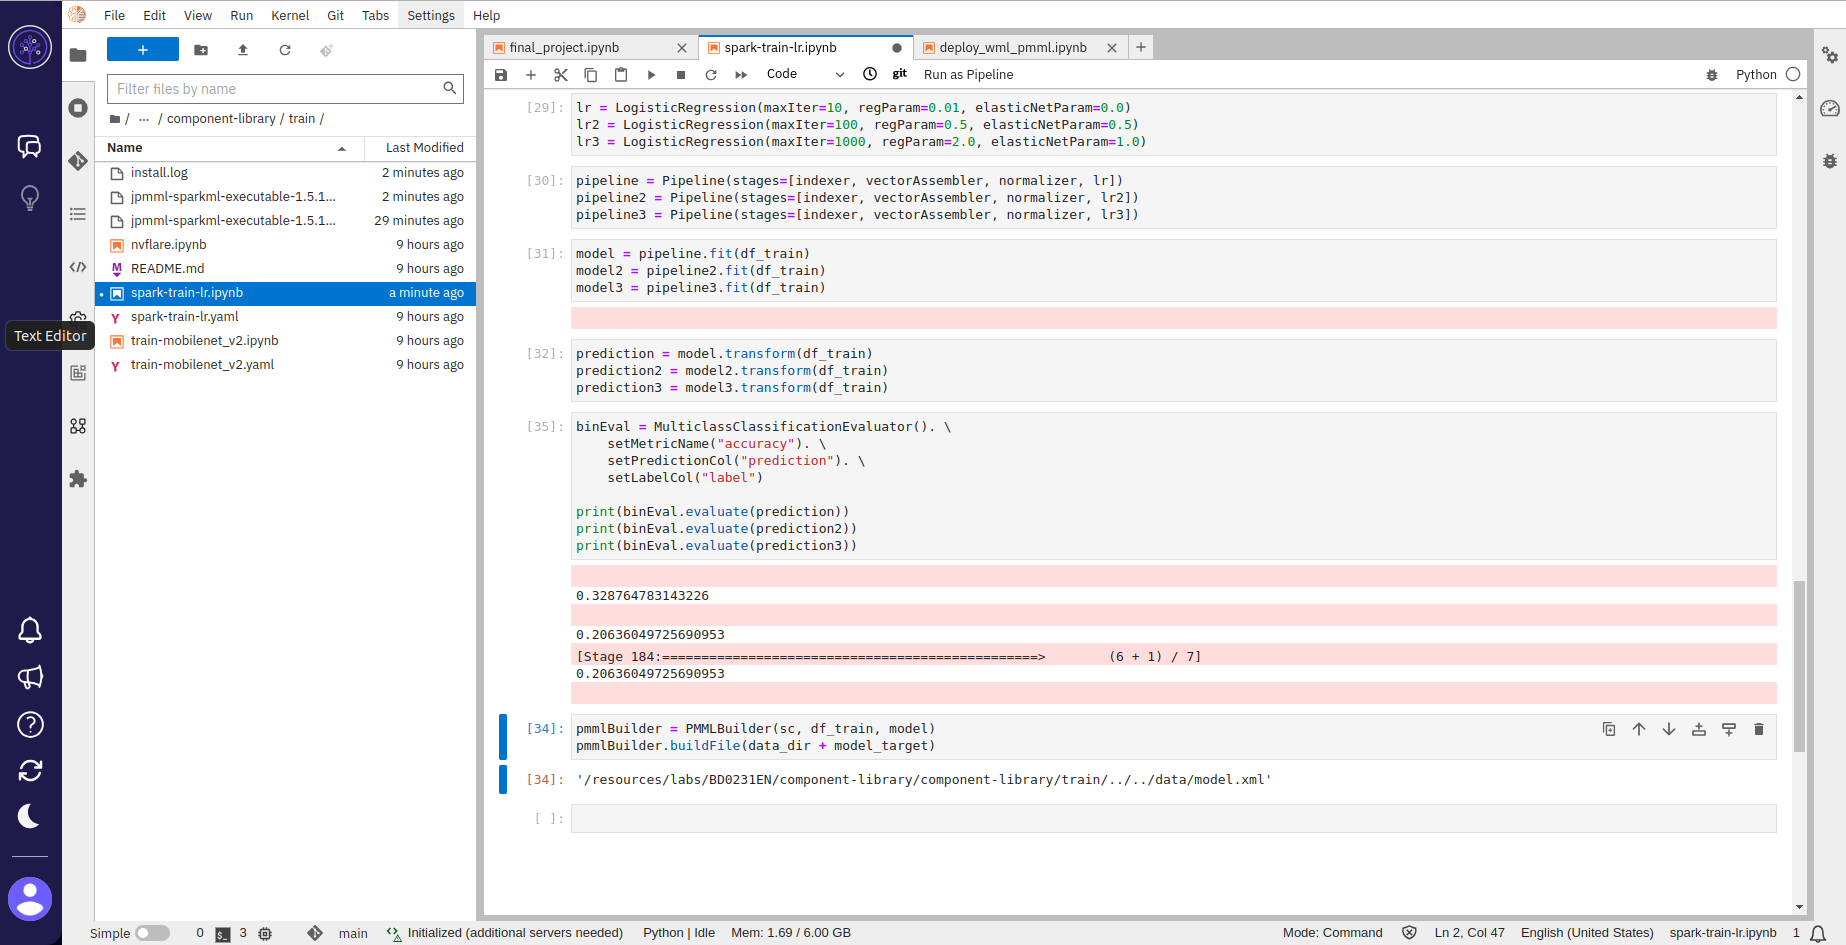 File Edit View Run Kernel Git Tabs Settings Help
+
Filter files by name
/ ... / component-library / train /
Name Last Modified
install.log 2 minutes ago
jpmml-sparkml-executable-1.5.1... 2 minutes ago
jpmml-sparkml-executable-1.5.1... 29 minutes ago
nvflare.ipynb 9 hours ago
README.md 9 hours ago
spark-train-lr.ipynb a minute ago
spark-train-lr.yaml 9 hours ago
train-mobilenet_v2.ipynb 9 hours ago
train-mobilenet_v2.yaml 9 hours ago
Text Editor
final_project.ipynb spark-train-lr.ipynb deploy_wml_pmml.ipynb
Code git Run as Pipeline Python
[29]: lr = LogisticRegression(maxIter=10, regParam=0.01, elasticNetParam=0.0)
lr2 = LogisticRegression(maxIter=100, regParam=0.5, elasticNetParam=0.5)
lr3 = LogisticRegression(maxIter=1000, regParam=2.0, elasticNetParam=1.0)
[30]: pipeline = Pipeline(stages=[indexer, vectorAssembler, normalizer, lr])
pipeline2 = Pipeline(stages=[indexer, vectorAssembler, normalizer, lr2])
pipeline3 = Pipeline(stages=[indexer, vectorAssembler, normalizer, lr3])
[31]: model = pipeline.fit(df_train)
model2 = pipeline2.fit(df_train)
model3 = pipeline3.fit(df_train)
[32]: prediction = model.transform(df_train)
prediction2 = model2.transform(df_train)
prediction3 = model3.transform(df_train)
[35]: binEval = MulticlassClassificationEvaluator(). \
setMetricName("accuracy"). \
setPredictionCol("prediction"). \
setLabelCol("label")
print(binEval.evaluate(prediction))
print(binEval.evaluate(prediction2))
print(binEval.evaluate(prediction3))
0.328764783143226
0.20636049725690953
[Stage 184:================================================> (6 + 1) / 7]
0.20636049725690953
[34]: pmmlBuilder = PMMLBuilder(sc, df_train, model)
pmmlBuilder.buildFile(data_dir + model_target)
[34]: '/resources/labs/BD0231EN/component-library/component-library/train/../../data/model.xml'
[ ]:
Simple 0 3 main Initialized (additional servers needed) Python | Idle Mem: 1.69 / 6.00 GB Mode: Command Ln 2, Col 47 English (United States) spark-train-lr.ipynb 1